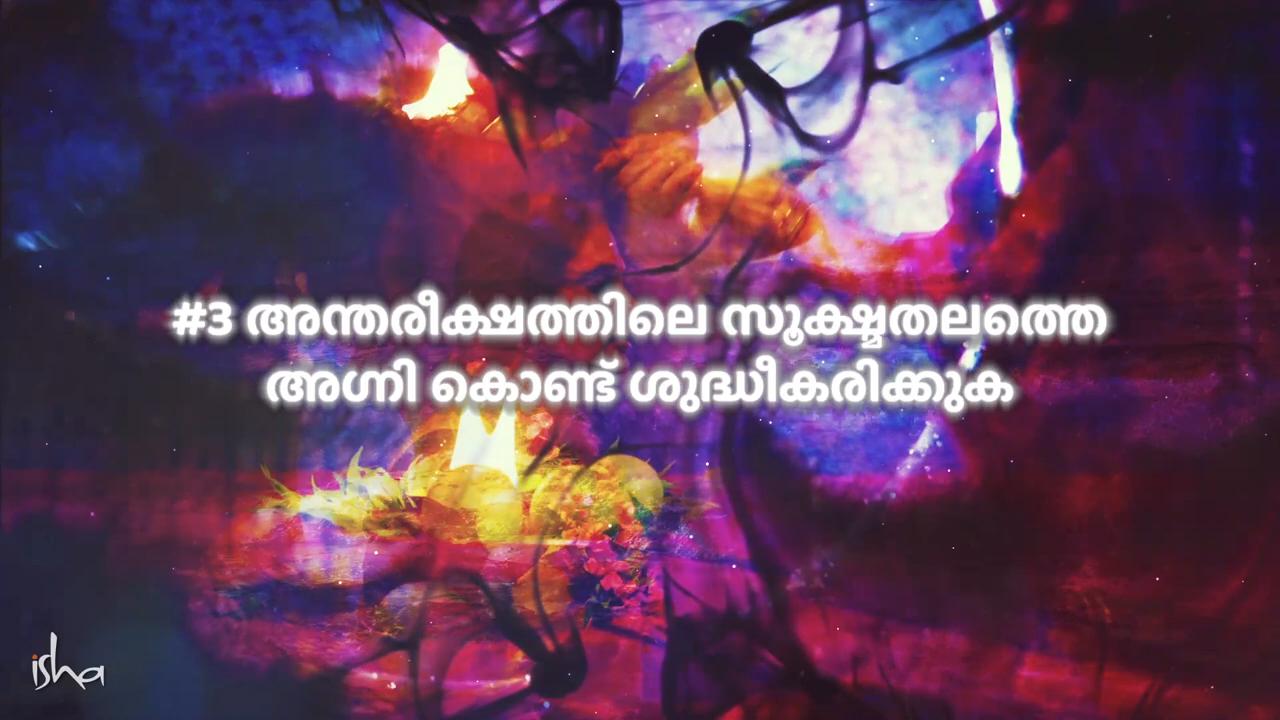 #3 അന്തരീക്ഷത്തിലെ സൂക്ഷ്മതലത്തെ
അഗ്നി കൊണ്ട് ശുദ്ധീകരിക്കുക
isha